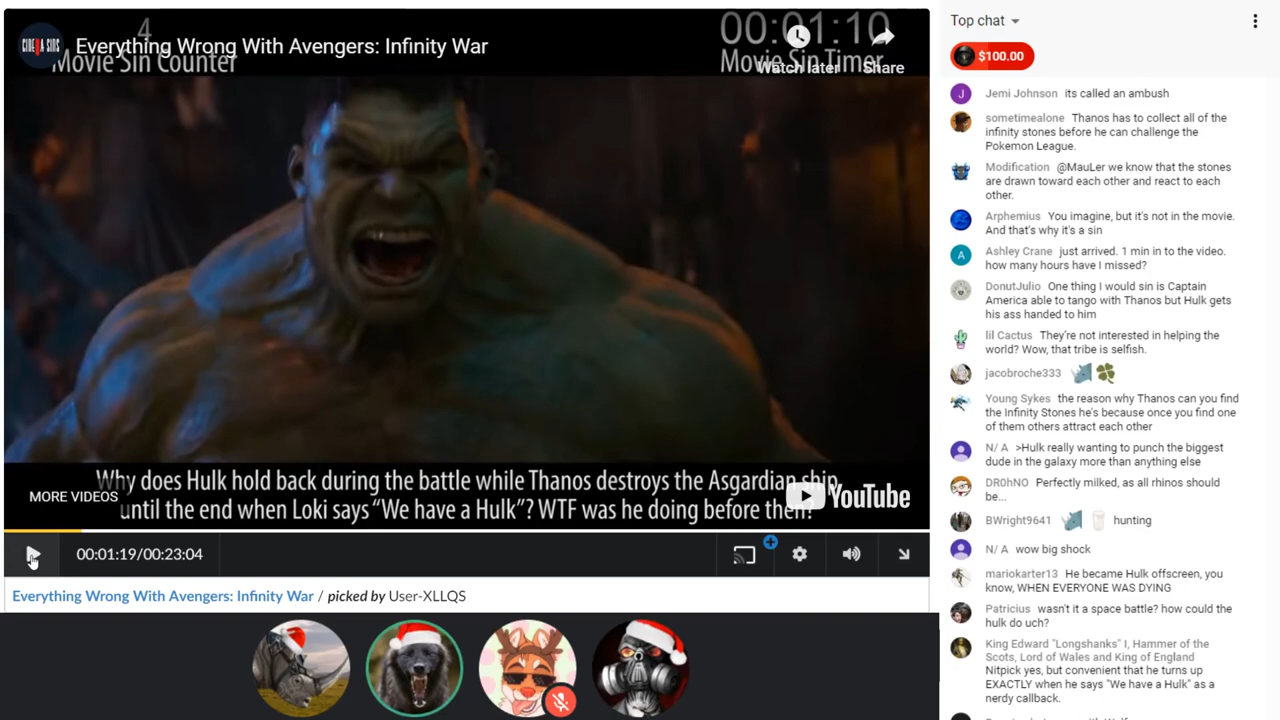 4
Movie Sin Counter
CINEMA SINS
Everything Wrong With Avengers: Infinity War
00:01:10
Movie Sin Timer
Watch later
Share
Why does Hulk hold back during the battle while Thanos destroys the Asgardian ship
until the end when Loki says “We have a Hulk”? WTF was he doing before then?
MORE VIDEOS
YouTube
00:01:19/00:23:04
Everything Wrong With Avengers: Infinity War / picked by User-XLLQS
Top chat
$100.00
J
Jemi Johnson its called an ambush
sometimealone Thanos has to collect all of the
infinity stones before he can challenge the
Pokemon League.
Modification @MauLer we know that the stones
are drawn toward each other and react to each
other.
Arphemius You imagine, but it's not in the movie.
And that's why it's a sin
A
Ashley Crane just arrived. 1 min in to the video.
how many hours have I missed?
DonutJulio One thing I would sin is Captain
America able to tango with Thanos but Hulk gets
his ass handed to him
lil Cactus They’re not interested in helping the
world? Wow, that tribe is selfish.
jacobroche333
Young Sykes the reason why Thanos can you find
the Infinity Stones he's because once you find one
of them others attract each other
N/ A >Hulk really wanting to punch the biggest
dude in the galaxy more than anything else
DR0hNO Perfectly milked, as all rhinos should
be...
BWright9641 hunting
N/ A wow big shock
mariokarter13 He became Hulk offscreen, you
know, WHEN EVERYONE WAS DYING
Patricius wasn't it a space battle? how could the
hulk do uch?
King Edward "Longshanks" I, Hammer of the
Scots, Lord of Wales and King of England
Nitpick yes, but convenient that he turns up
EXACTLY when he says "We have a Hulk" as a
nerdy callback.